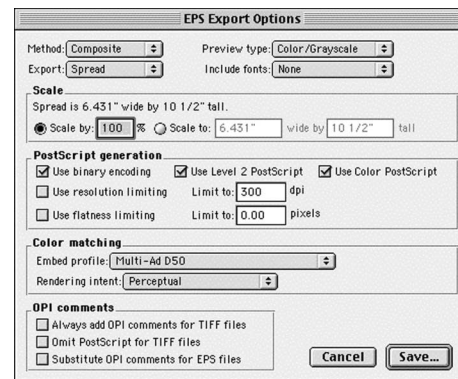 EPS Export Options
Method: Composite Preview type: Color/Grayscale
Export: Spread Include fonts: None
Scale
Spread is 6.431" wide by 10 1/2" tall.
Scale by: 100 % Scale to: 6.431" wide by 10 1/2" tall
PostScript generation
Use binary encoding Use Level 2 PostScript Use Color PostScript
Use resolution limiting Limit to: 300 dpi
Use flatness limiting Limit to: 0.00 pixels
Color matching
Embed profile: Multi-Ad D50
Rendering intent: Perceptual
OPI comments
Always add OPI comments for TIFF files
Omit PostScript for TIFF files
Substitute OPI comments for EPS files
Cancel Save...